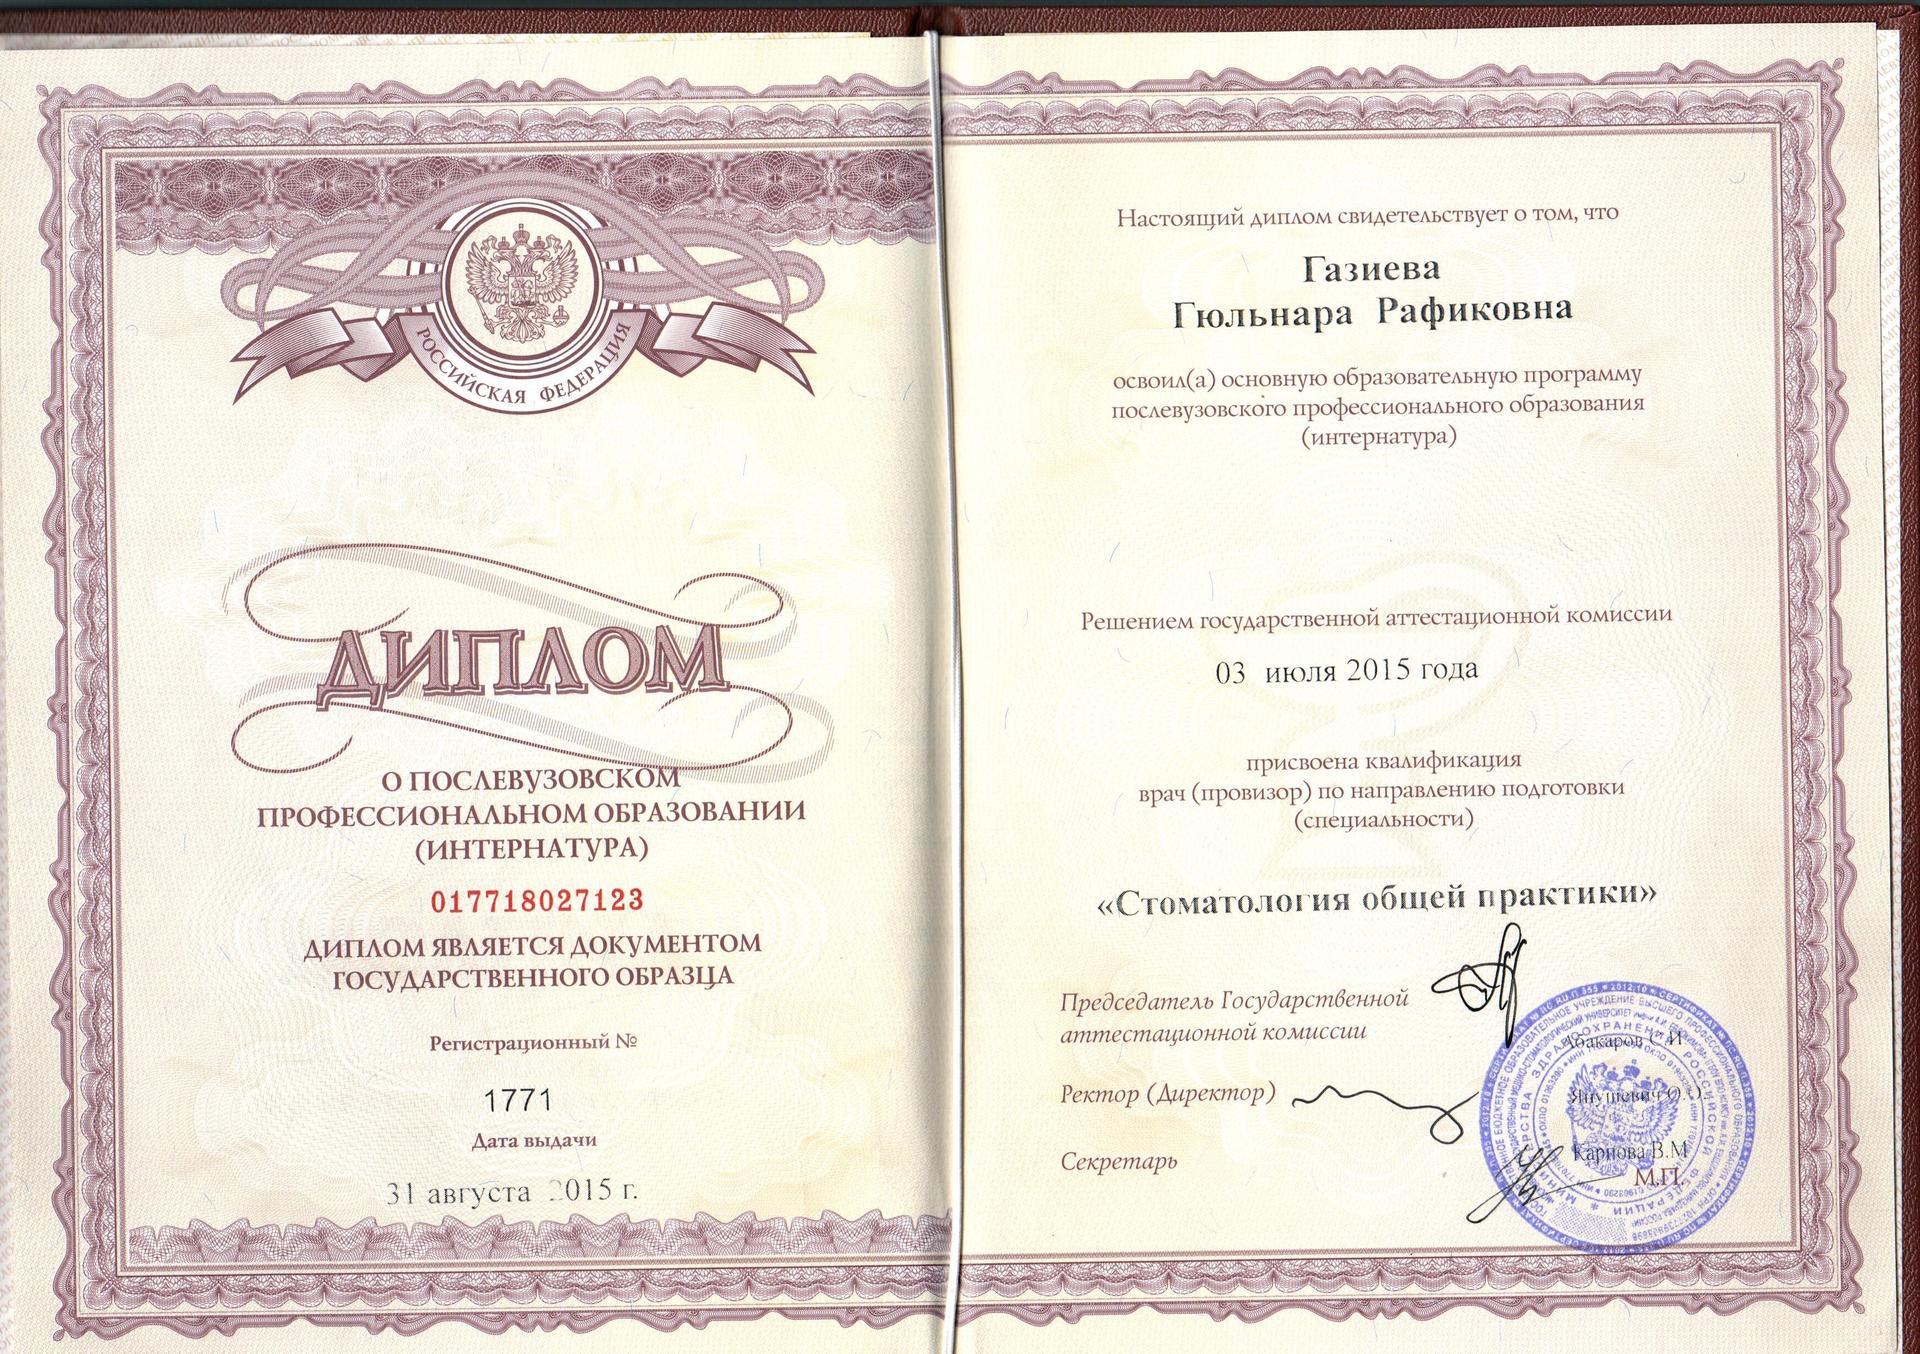 РОССИЙСКАЯ ФЕДЕРАЦИЯ
ДИПЛОМ
О ПОСЛЕВУЗОВСКОМ
ПРОФЕССИОНАЛЬНОМ ОБРАЗОВАНИИ
(ИНТЕРНАТУРА)
017718027123
ДИПЛОМ ЯВЛЯЕТСЯ ДОКУМЕНТОМ
ГОСУДАРСТВЕННОГО ОБРАЗЦА
Регистрационный №
1771
Дата выдачи
31 августа 2015 г.
Настоящий диплом свидетельствует о том, что
Газиева
Гюльнара Рафиковна
освоил(а) основную образовательную программу
послевузовского профессионального образования
(интернатура)
Решением государственной аттестационной комиссии
03 июля 2015 года
присвоена квалификация
врач (провизор) по направлению подготовки
(специальности)
«Стоматология общей практики»
Председатель Государственной
аттестационной комиссии
Абакаров С.И.
Ректор (Директор)
Янушевич О.О.
Секретарь
Карпова В.М.
М.П.